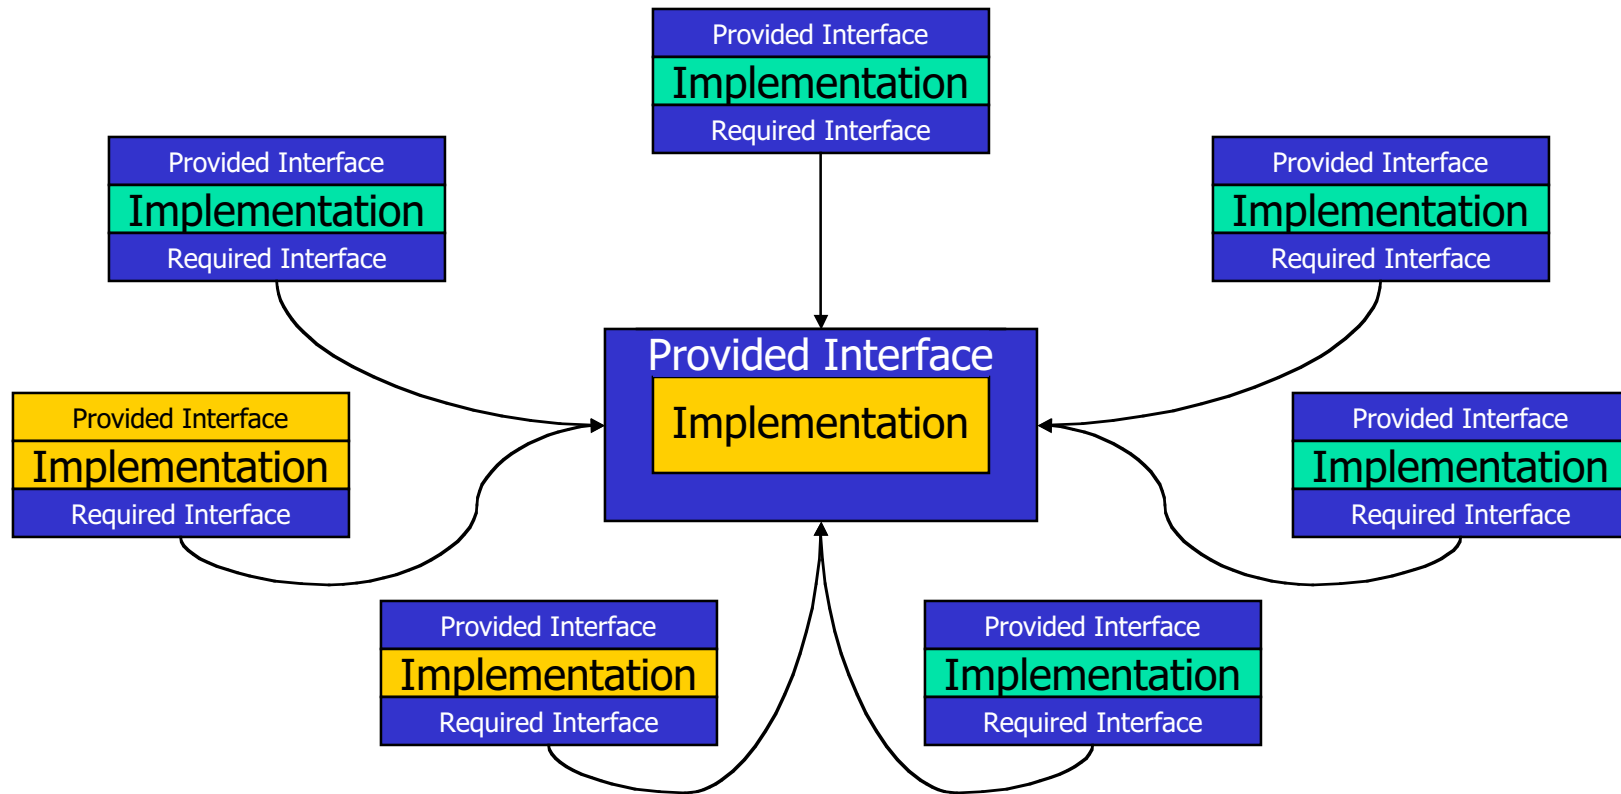 Provided Interface
Implementation
Required Interface
Provided Interface
Implementation
Required Interface
Provided Interface
Implementation
Required Interface
Provided Interface
Implementation
Provided Interface
Implementation
Required Interface
Provided Interface
Implementation
Required Interface
Provided Interface
Implementation
Required Interface
Provided Interface
Implementation
Required Interface